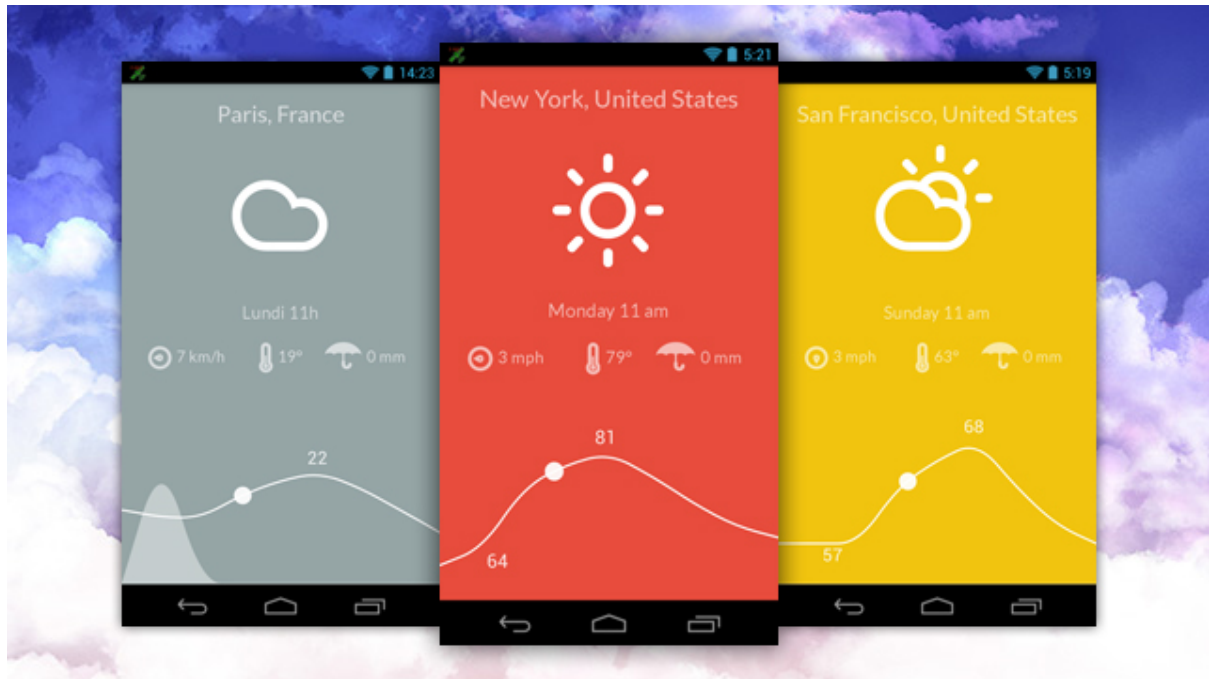 14:23
Paris, France
Lundi 11h
7 km/h 19° 0 mm
22
5:21
New York, United States
Monday 11 am
3 mph 79° 0 mm
81
64
5:19
San Francisco, United States
Sunday 11 am
3 mph 63° 0 mm
68
57